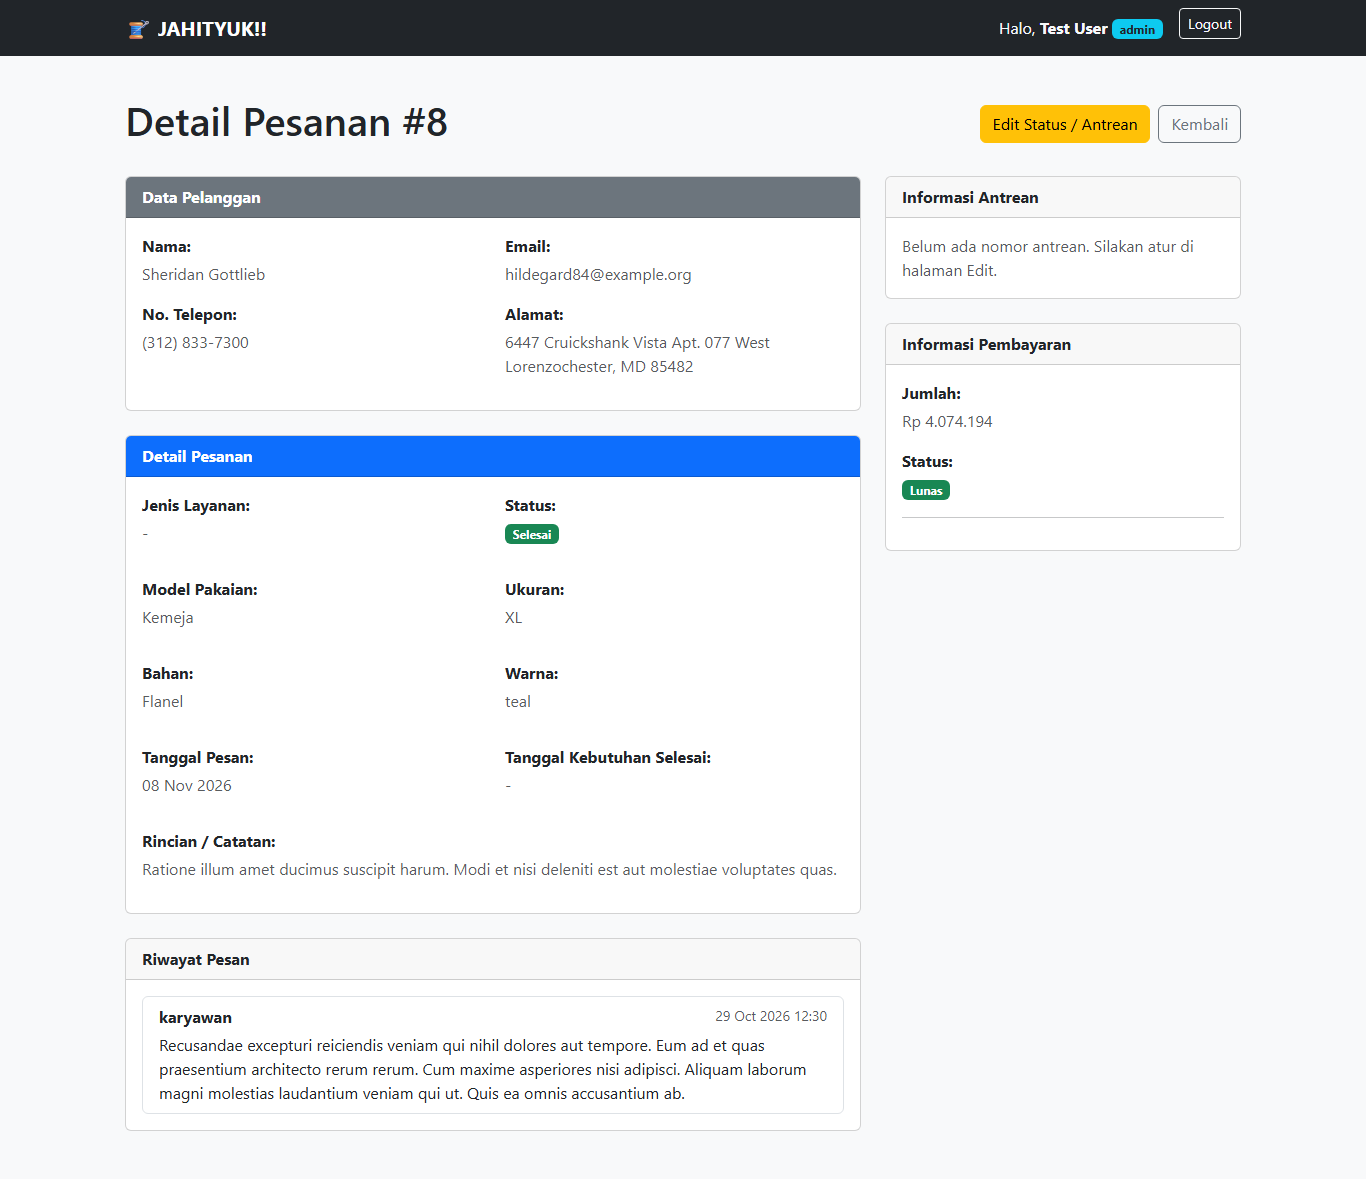 JAHITYUK!!
Halo, Test User admin
Logout
Detail Pesanan #8
Edit Status / Antrean
Kembali
Data Pelanggan
Nama:
Sheridan Gottlieb
Email:
hildegard84@example.org
No. Telepon:
(312) 833-7300
Alamat:
6447 Cruickshank Vista Apt. 077 West
Lorenzochester, MD 85482
Detail Pesanan
Jenis Layanan:
-
Status:
Selesai
Model Pakaian:
Kemeja
Ukuran:
XL
Bahan:
Flanel
Warna:
teal
Tanggal Pesan:
08 Nov 2026
Tanggal Kebutuhan Selesai:
-
Rincian / Catatan:
Ratione illum amet ducimus suscipit harum. Modi et nisi deleniti est aut molestiae voluptates quas.
Riwayat Pesan
karyawan
29 Oct 2026 12:30
Recusandae excepturi reiciendis veniam qui nihil dolores aut tempore. Eum ad et quas
praesentium architecto rerum rerum. Cum maxime asperiores nisi adipisci. Aliquam laborum
magni molestias laudantium veniam qui ut. Quis ea omnis accusantium ab.
Informasi Antrean
Belum ada nomor antrean. Silakan atur di
halaman Edit.
Informasi Pembayaran
Jumlah:
Rp 4.074.194
Status:
Lunas